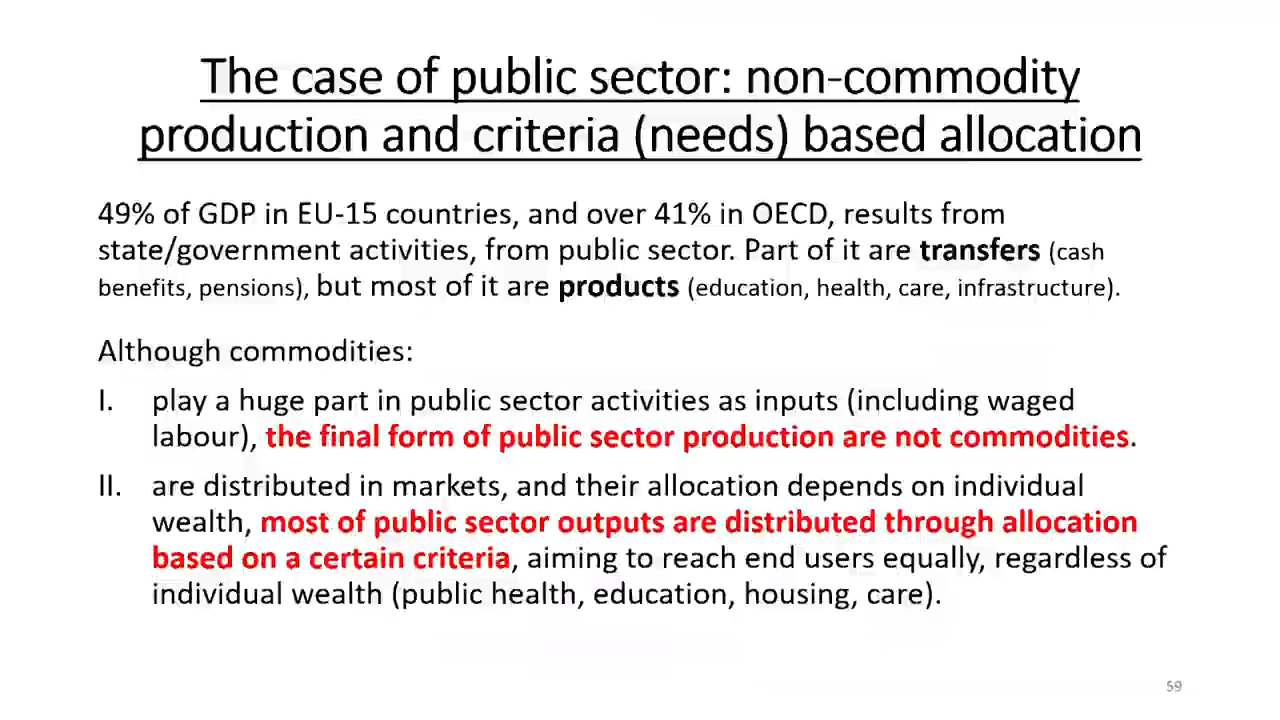 The case of public sector: non-commodity
production and criteria (needs) based allocation
49% of GDP in EU-15 countries, and over 41% in OECD, results from
state/government activities, from public sector. Part of it are transfers (cash
benefits, pensions), but most of it are products (education, health, care, infrastructure).
Although commodities:
I. play a huge part in public sector activities as inputs (including waged
labour), the final form of public sector production are not commodities.
II. are distributed in markets, and their allocation depends on individual
wealth, most of public sector outputs are distributed through allocation
based on a certain criteria, aiming to reach end users equally, regardless of
individual wealth (public health, education, housing, care).
59